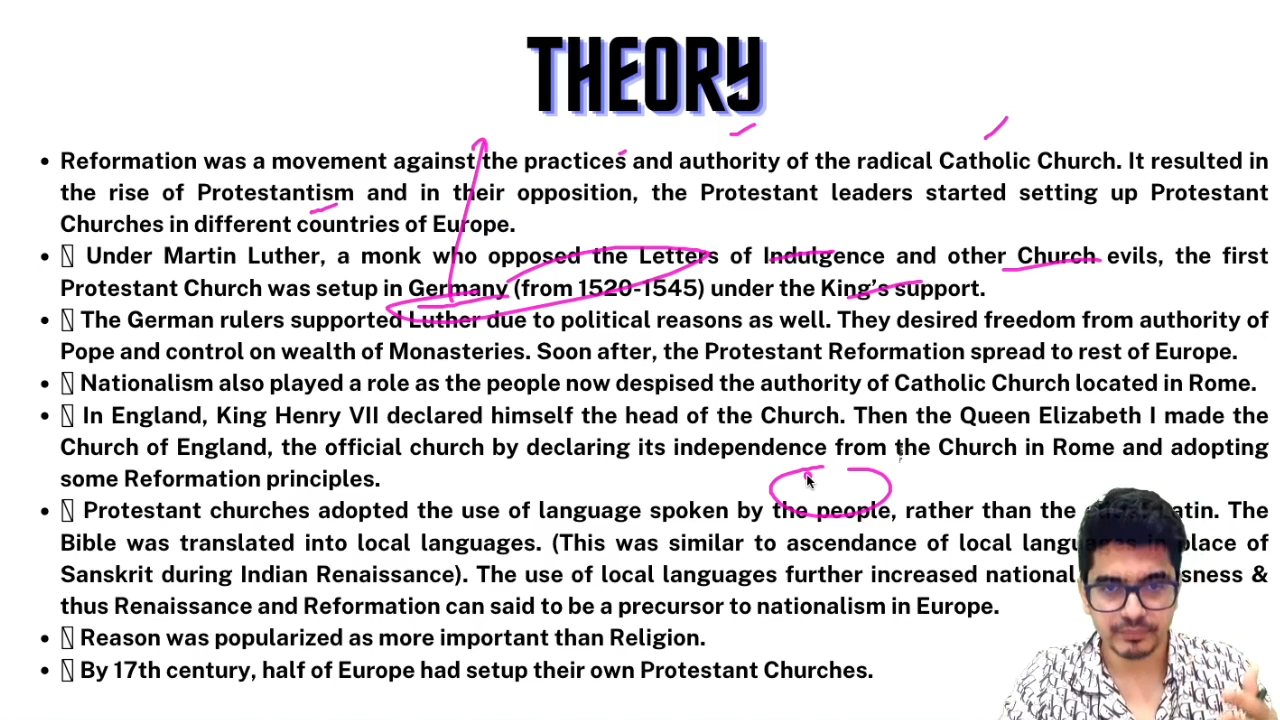 THEORY
• Reformation was a movement against the practices and authority of the radical Catholic Church. It resulted in
the rise of Protestantism and in their opposition, the Protestant leaders started setting up Protestant
Churches in different countries of Europe.
• Under Martin Luther, a monk who opposed the Letters of Indulgence and other Church evils, the first
Protestant Church was setup in Germany (from 1520-1545) under the King's support.
• The German rulers supported Luther due to political reasons as well. They desired freedom from authority of
Pope and control on wealth of Monasteries. Soon after, the Protestant Reformation spread to rest of Europe.
• Nationalism also played a role as the people now despised the authority of Catholic Church located in Rome.
• In England, King Henry VII declared himself the head of the Church. Then the Queen Elizabeth I made the
Church of England, the official church by declaring its independence from the Church in Rome and adopting
some Reformation principles.
• Protestant churches adopted the use of language spoken by the people, rather than the Latin. The
Bible was translated into local languages. (This was similar to ascendance of local languages in place of
Sanskrit during Indian Renaissance). The use of local languages further increased national &
thus Renaissance and Reformation can said to be a precursor to nationalism in Europe.
• Reason was popularized as more important than Religion.
• By 17th century, half of Europe had setup their own Protestant Churches.